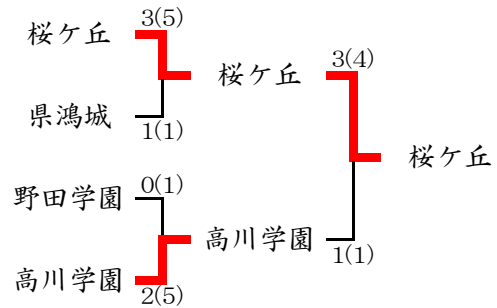 3(5)
桜ケ丘
桜ケ丘
3(4)
県鴻城
1(1)
桜ケ丘
0(1)
野田学園
高川学園
1(1)
高川学園
2(5)